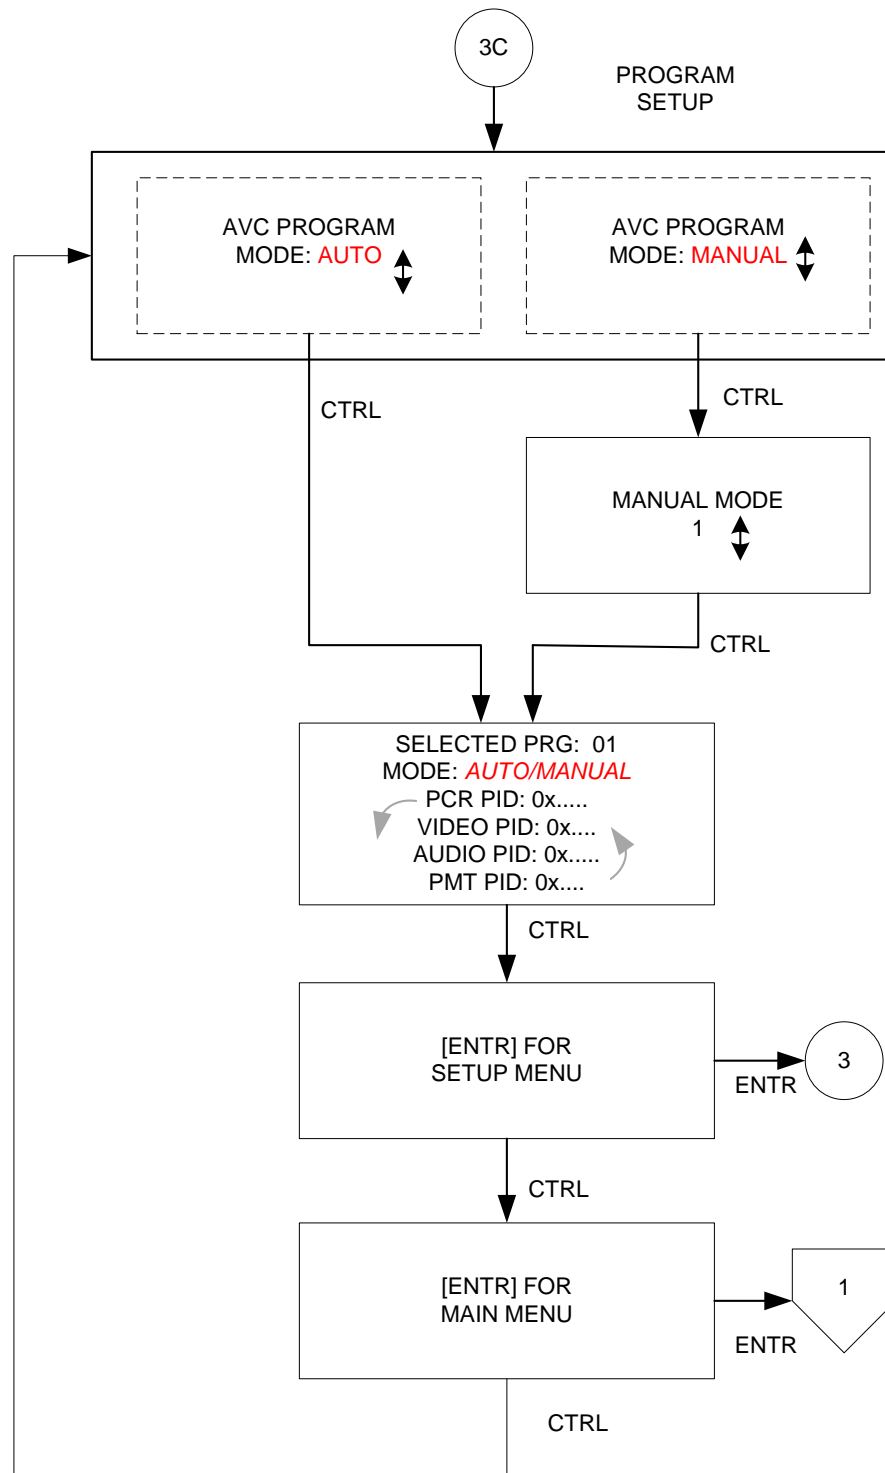 3C
PROGRAM
SETUP
AVC PROGRAM
MODE: AUTO
AVC PROGRAM
MODE: MANUAL
CTRL
CTRL
MANUAL MODE
1
CTRL
SELECTED PRG: 01
MODE: AUTO/MANUAL
PCR PID: 0x.....
VIDEO PID: 0x....
AUDIO PID: 0x.....
PMT PID: 0x....
CTRL
[ENTR] FOR
SETUP MENU
ENTR
3
CTRL
[ENTR] FOR
MAIN MENU
ENTR
1
CTRL